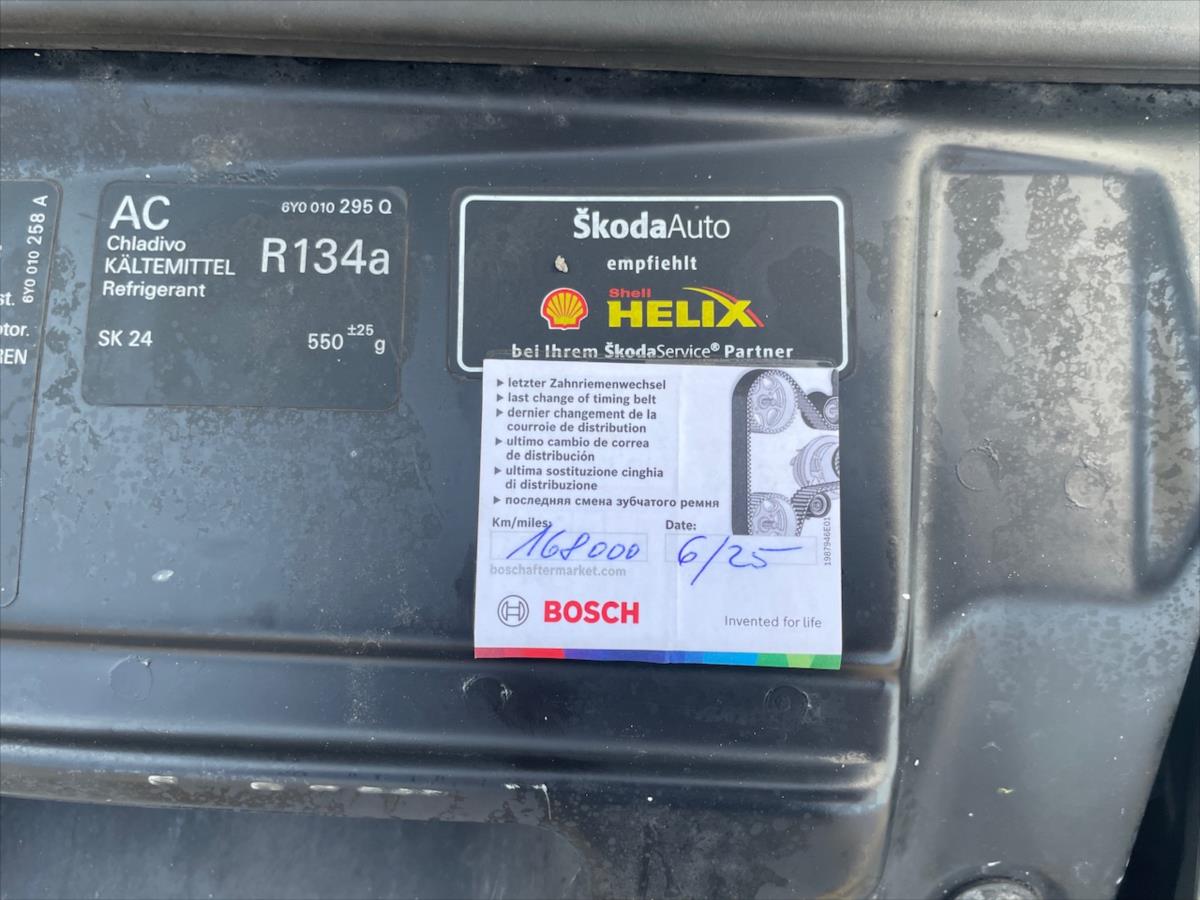 6Y0 010 258 A
st.
otor.
REN
AC 6Y0 010 295 Q
Chladivo
KÄLTEMITTEL R134a
Refrigerant
SK 24 550 ±25 g
ŠkodaAuto
empfiehlt
Shell
HELIX
bei Ihrem ŠkodaService® Partner
▸ letzter Zahnriemenwechsel
▸ last change of timing belt
▸ dernier changement de la
courroie de distribution
▸ ultimo cambio de correa
de distribución
▸ ultima sostituzione cinghia
di distribuzione
▸ последняя смена зубчатого ремня
Km/miles: Date:
168000 6/25
boschaftermarket.com
1987946E01
BOSCH
Invented for life